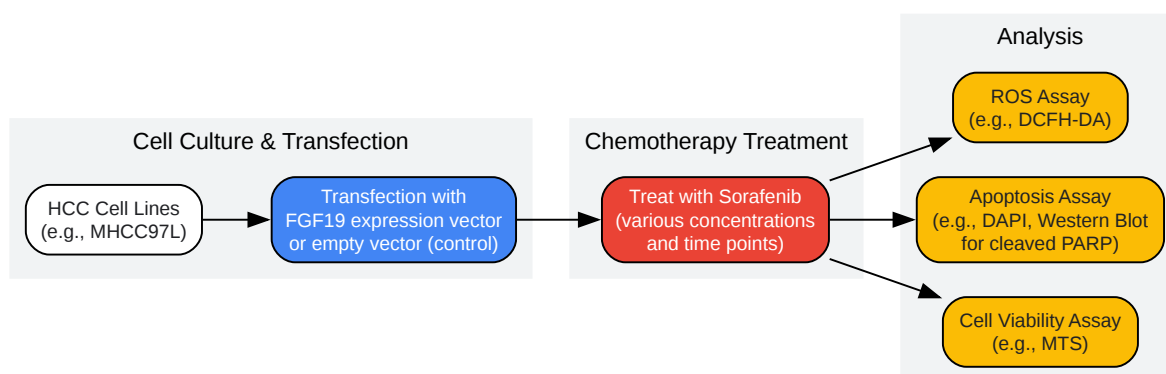 Cell Culture & Transfection
HCC Cell Lines
(e.g., MHCC97L)
Transfection with
FGF19 expression vector
or empty vector (control)
Chemotherapy Treatment
Treat with Sorafenib
(various concentrations
and time points)
Analysis
ROS Assay
(e.g., DCFH-DA)
Apoptosis Assay
(e.g., DAPI, Western Blot
for cleaved PARP)
Cell Viability Assay
(e.g., MTS)